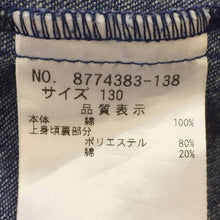 NO. 8774383-138
サイズ 130
品質表示
本体 綿 100%
上身頃裏部分
ポリエステル 80%
綿 20%